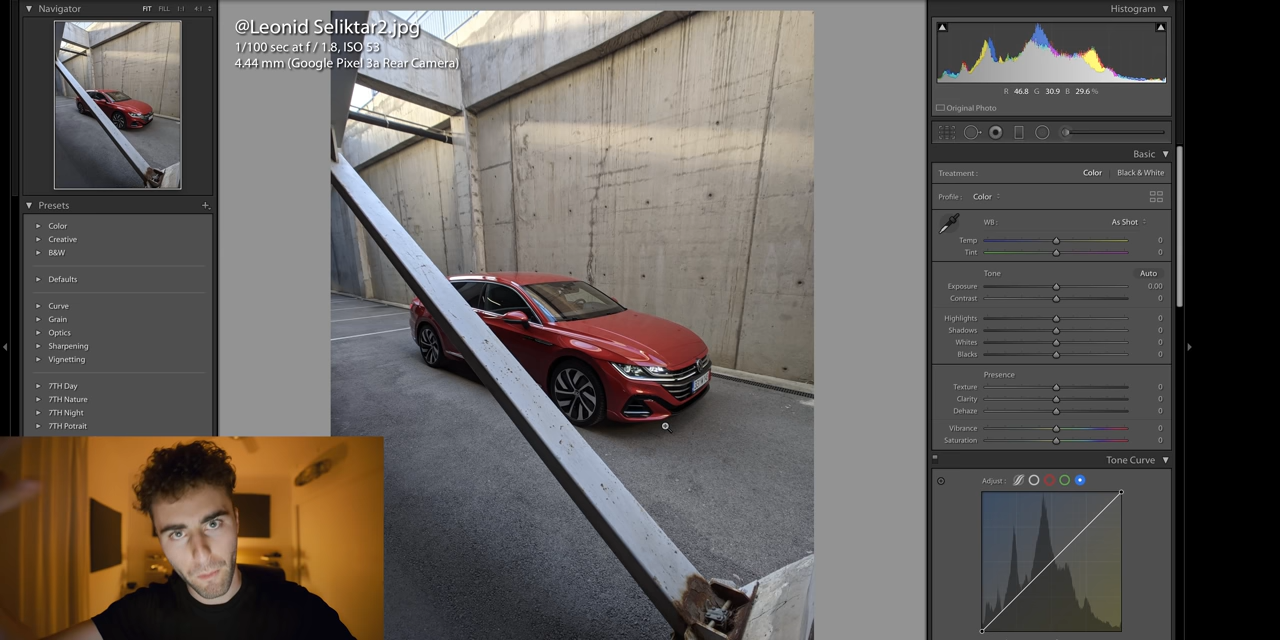 Navigator
FIT FILL 1:1 4:1
@Leonid Seliktar2.jpg
1/100 sec at f / 1.8, ISO 53
4.44 mm (Google Pixel 3a Rear Camera)
Presets
Color
Creative
B&W
Defaults
Curve
Grain
Optics
Sharpening
Vignetting
7TH Day
7TH Nature
7TH Night
7TH Potrait
Histogram
R 46.8 G 30.9 B 29.6 %
Original Photo
Basic
Treatment : Color Black & White
Profile : Color
WB : As Shot
Temp 0
Tint 0
Tone Auto
Exposure 0.00
Contrast 0
Highlights 0
Shadows 0
Whites 0
Blacks 0
Presence
Texture 0
Clarity 0
Dehaze 0
Vibrance 0
Saturation 0
Tone Curve
Adjust :